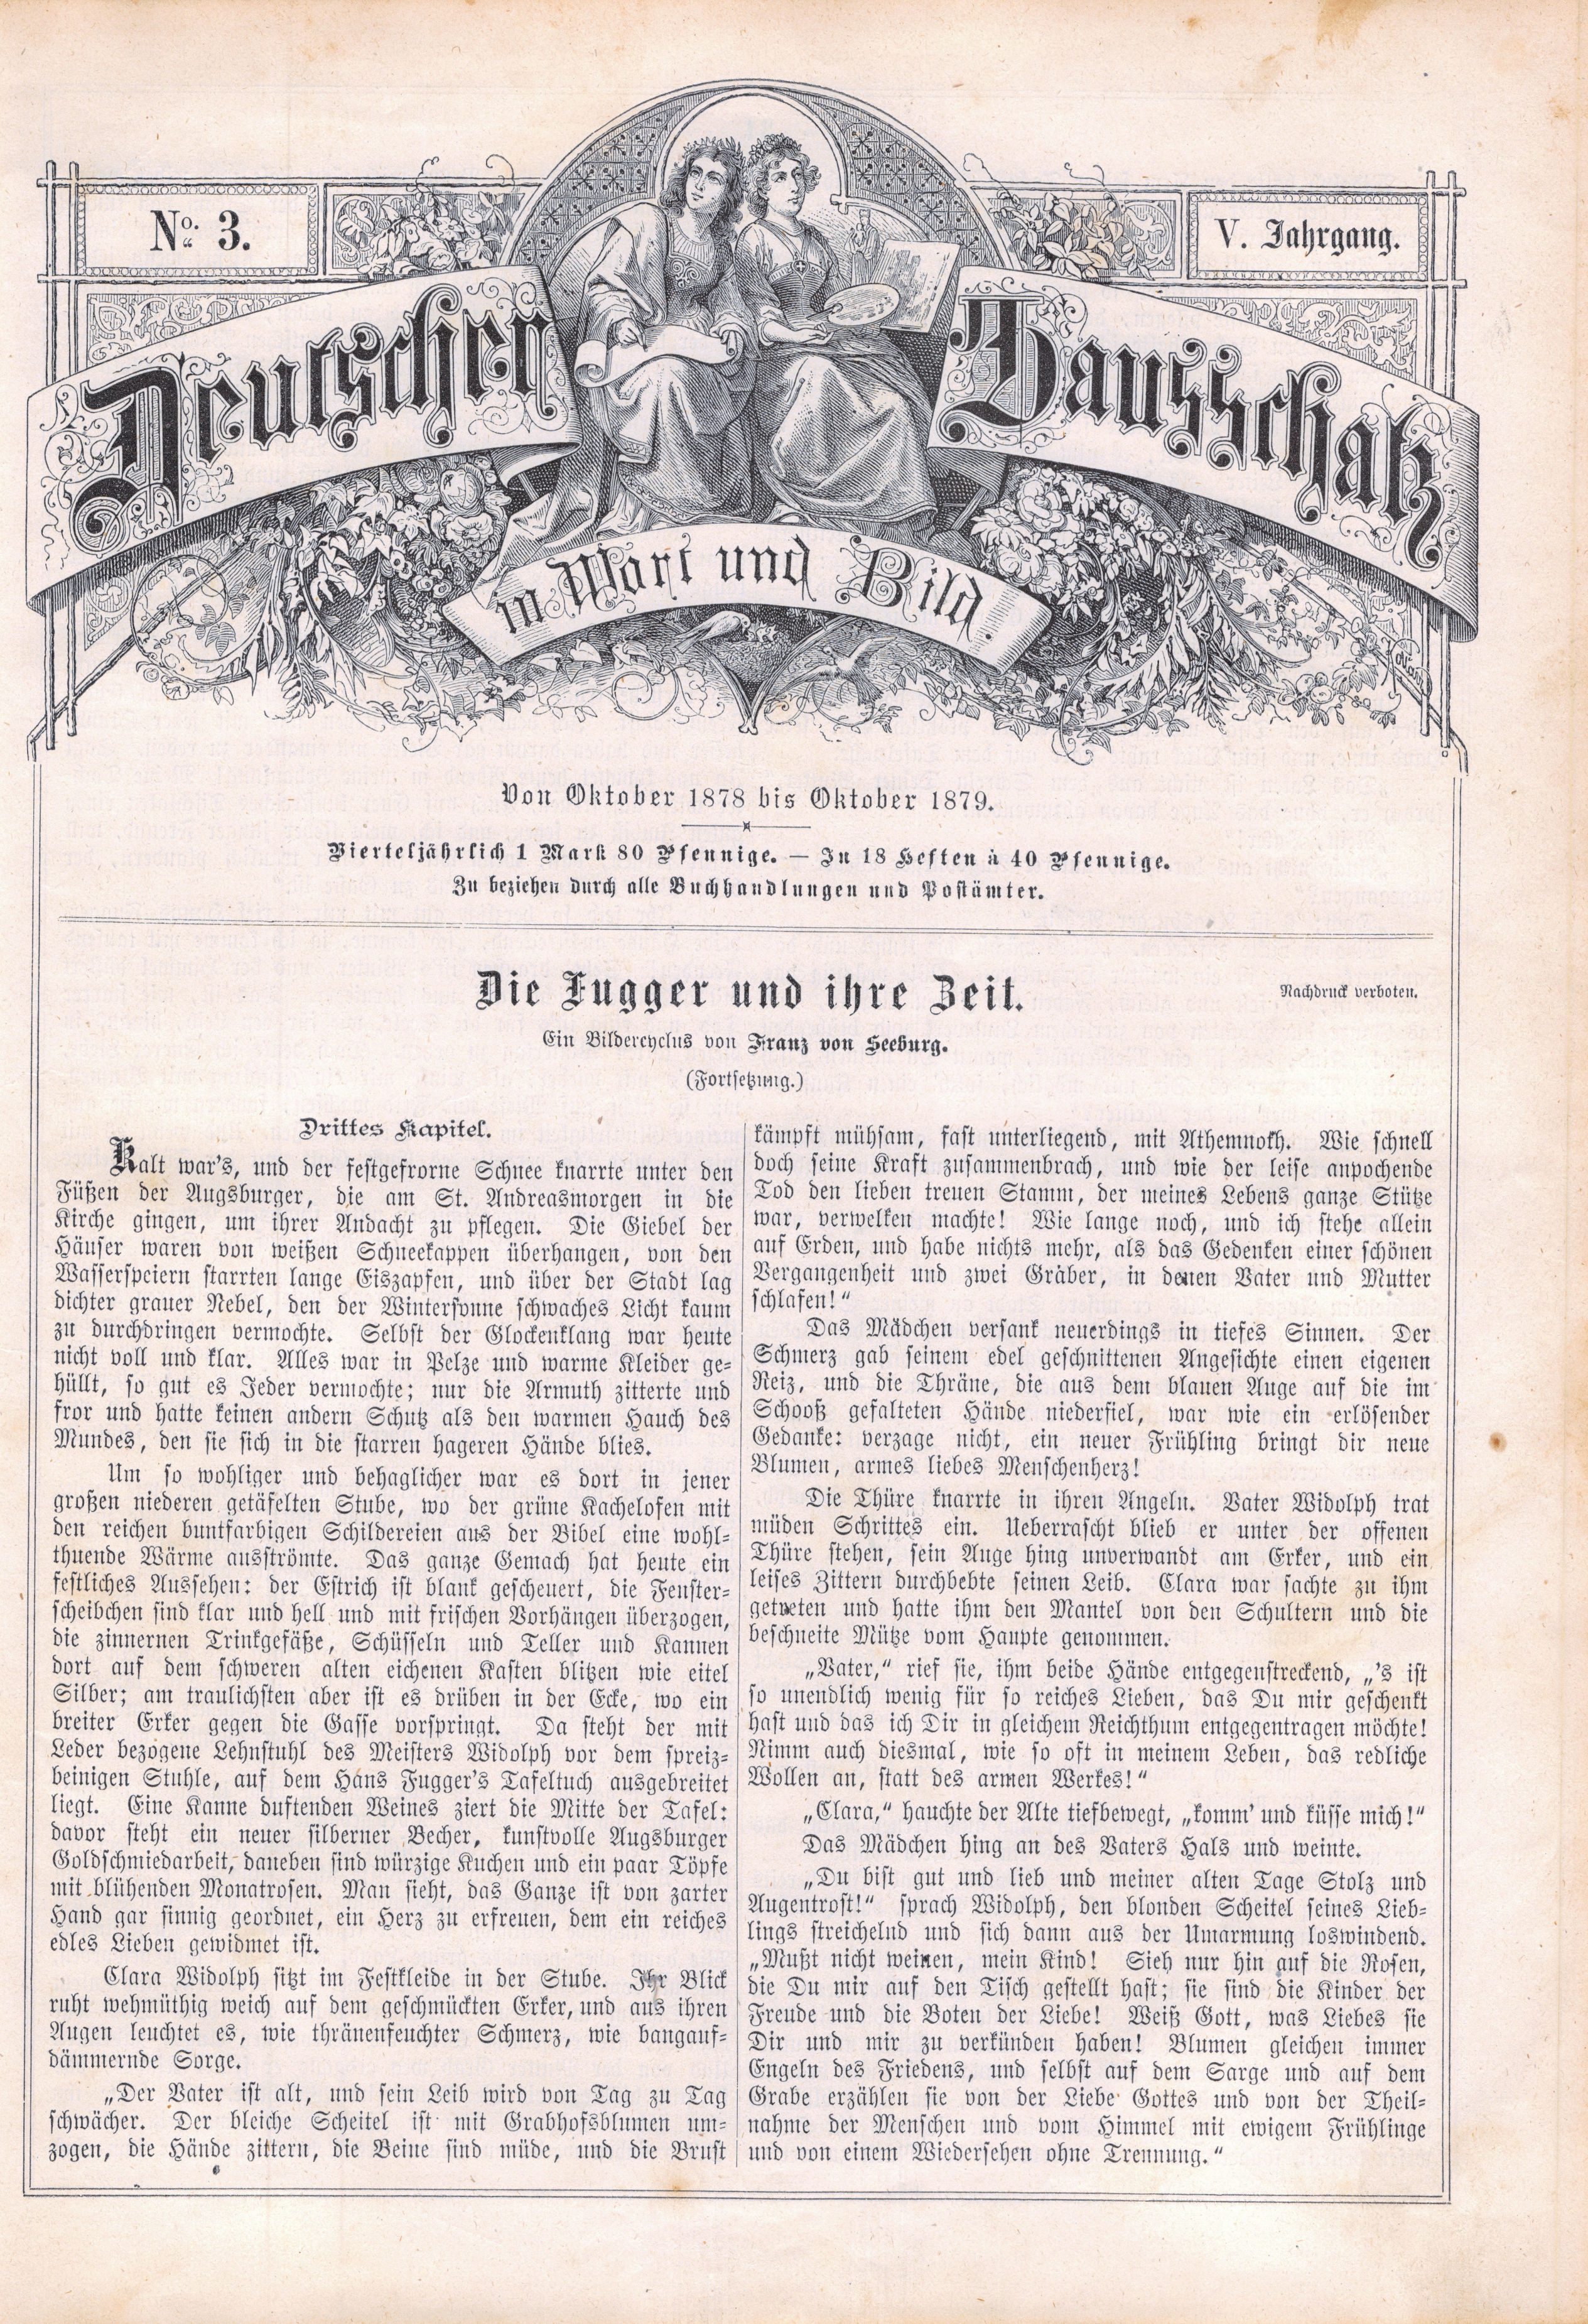 No. 3.
V. Jahrgang.
Deutscher Hausschatz
in Wort und Bild.
Von Oktober 1878 bis Oktober 1879.
Vierteljährlich 1 Mark 80 Pfennige. — In 18 Heften à 40 Pfennige.
Zu beziehen durch alle Buchhandlungen und Postämter.
Die Fugger und ihre Zeit.
Nachdruck verboten.
Ein Bildercyclus von Franz von Seeburg.
(Fortsetzung.)
Drittes Kapitel.
Kalt war's, und der festgefrorne Schnee knarrte unter den
Füßen der Augsburger, die am St. Andreasmorgen in die
Kirche gingen, um ihrer Andacht zu pflegen. Die Giebel der
Häuser waren von weißen Schneekappen überhangen, von den
Wasserspeiern starrten lange Eiszapfen, und über der Stadt lag
dichter grauer Nebel, den der Wintersonne schwaches Licht kaum
zu durchdringen vermochte. Selbst der Glockenklang war heute
nicht voll und klar. Alles war in Pelze und warme Kleider ge-
hüllt, so gut es Jeder vermochte; nur die Armuth zitterte und
fror und hatte keinen andern Schutz als den warmen Hauch des
Mundes, den sie sich in die starren hageren Hände blies.
Um so wohliger und behaglicher war es dort in jener
großen niederen getäfelten Stube, wo der grüne Kachelofen mit
den reichen buntfarbigen Schildereien aus der Bibel eine wohl-
thuende Wärme ausströmte. Das ganze Gemach hat heute ein
festliches Aussehen: der Estrich ist blank gescheuert, die Fenster-
scheibchen sind klar und hell und mit frischen Vorhängen überzogen,
die zinnernen Trinkgefäße, Schüsseln und Teller und Kannen
dort auf dem schweren alten eichenen Kasten blitzen wie eitel
Silber; am traulichsten aber ist es drüben in der Ecke, wo ein
breiter Erker gegen die Gasse vorspringt. Da steht der mit
Leder bezogene Lehnstuhl des Meisters Widolph vor dem spreiz-
beinigen Stuhle, auf dem Hans Fugger's Tafeltuch ausgebreitet
liegt. Eine Kanne duftenden Weines ziert die Mitte der Tafel:
davor steht ein neuer silberner Becher, kunstvolle Augsburger
Goldschmiedarbeit, daneben sind würzige Kuchen und ein paar Töpfe
mit blühenden Monatrosen. Man sieht, das Ganze ist von zarter
Hand gar sinnig geordnet, ein Herz zu erfreuen, dem ein reiches
edles Lieben gewidmet ist.
Clara Widolph sitzt im Festkleide in der Stube. Ihr Blick
ruht wehmüthig weich auf dem geschmückten Erker, und aus ihren
Augen leuchtet es, wie thränenfeuchter Schmerz, wie bangauf-
dämmernde Sorge.
„Der Vater ist alt, und sein Leib wird von Tag zu Tag
schwächer. Der bleiche Scheitel ist mit Grabhofsblumen um-
zogen, die Hände zittern, die Beine sind müde, und die Brust
kämpft mühsam, fast unterliegend, mit Athemnoth. Wie schnell
doch seine Kraft zusammenbrach, und wie der leise anpochende
Tod den lieben treuen Stamm, der meines Lebens ganze Stütze
war, verwelken machte! Wie lange noch, und ich stehe allein
auf Erden, und habe nichts mehr, als das Gedenken einer schönen
Vergangenheit und zwei Gräber, in denen Vater und Mutter
schlafen!“
Das Mädchen versank neuerdings in tiefes Sinnen. Der
Schmerz gab seinem edel geschnittenen Angesichte einen eigenen
Reiz, und die Thräne, die aus dem blauen Auge auf die im
Schooß gefalteten Hände niederfiel, war wie ein erlösender
Gedanke: verzage nicht, ein neuer Frühling bringt dir neue
Blumen, armes liebes Menschenherz!
Die Thüre knarrte in ihren Angeln. Vater Widolph trat
müden Schrittes ein. Ueberrascht blieb er unter der offenen
Thüre stehen, sein Auge hing unverwandt am Erker, und ein
leises Zittern durchbebte seinen Leib. Clara war sachte zu ihm
getreten und hatte ihm den Mantel von den Schultern und die
beschneite Mütze vom Haupte genommen.
„Vater,“ rief sie, ihm beide Hände entgegenstreckend, „'s ist
so unendlich wenig für so reiches Lieben, das Du mir geschenkt
hast und das ich Dir in gleichem Reichthum entgegentragen möchte!
Nimm auch diesmal, wie so oft in meinem Leben, das redliche
Wollen an, statt des armen Werkes!“
„Clara,“ hauchte der Alte tiefbewegt, „komm' und küsse mich!“
Das Mädchen hing an des Vaters Hals und weinte.
„Du bist gut und lieb und meiner alten Tage Stolz und
Augentrost!“ sprach Widolph, den blonden Scheitel seines Lieb-
lings streichelnd und sich dann aus der Umarmung loswindend.
„Mußt nicht weinen, mein Kind! Sieh nur hin auf die Rosen,
die Du mir auf den Tisch gestellt hast; sie sind die Kinder der
Freude und die Boten der Liebe! Weiß Gott, was Liebes sie
Dir und mir zu verkünden haben! Blumen gleichen immer
Engeln des Friedens, und selbst auf dem Sarge und auf dem
Grabe erzählen sie von der Liebe Gottes und von der Theil-
nahme der Menschen und vom Himmel mit ewigem Frühlinge
und von einem Wiedersehen ohne Trennung.“